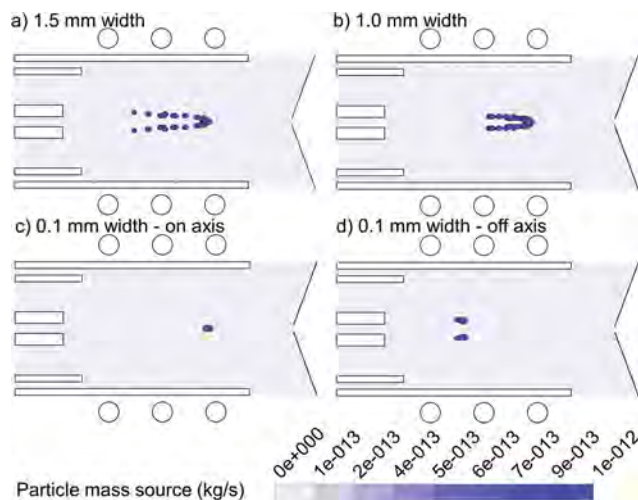 a) 1.5 mm width
b) 1.0 mm width
c) 0.1 mm width - on axis
d) 0.1 mm width - off axis
0e+000
1e-013
2e-013
4e-013
5e-013
6e-013
7e-013
9e-013
1e-012
Particle mass source (kg/s)